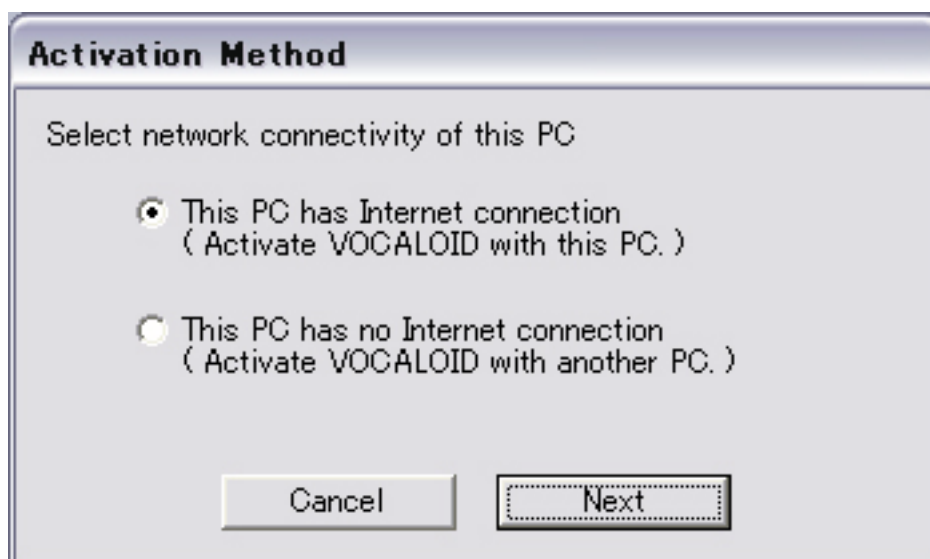 Activation Method
Select network connectivity of this PC
This PC has Internet connection
( Activate VOCALOID with this PC. )
This PC has no Internet connection
( Activate VOCALOID with another PC. )
Cancel
Next